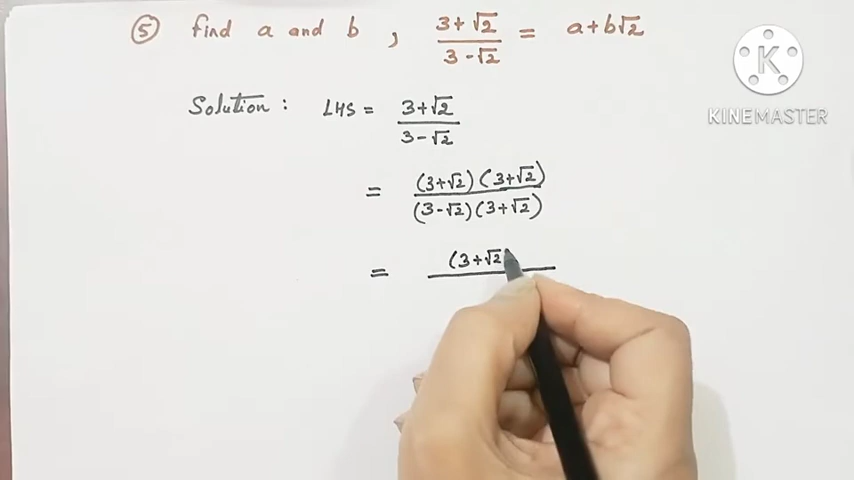 ⑤ find a and b , 3+√2 / 3-√2 = a+b√2
K
KINEMASTER
Solution : LHS = 3+√2 / 3-√2
= (3+√2) (3+√2) / (3-√2) (3+√2)
= (3+√2)